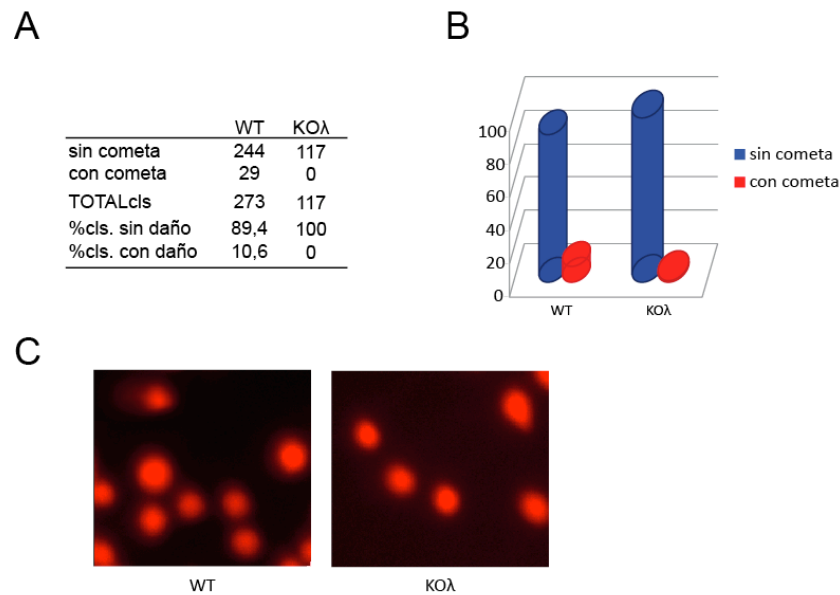 A
B
WT KOλ
sin cometa 244 117
con cometa 29 0
TOTALcls 273 117
%cls. sin daño 89,4 100
%cls. con daño 10,6 0
100
80
60
40
20
0
WT KOλ
sin cometa
con cometa
C
WT KOλ